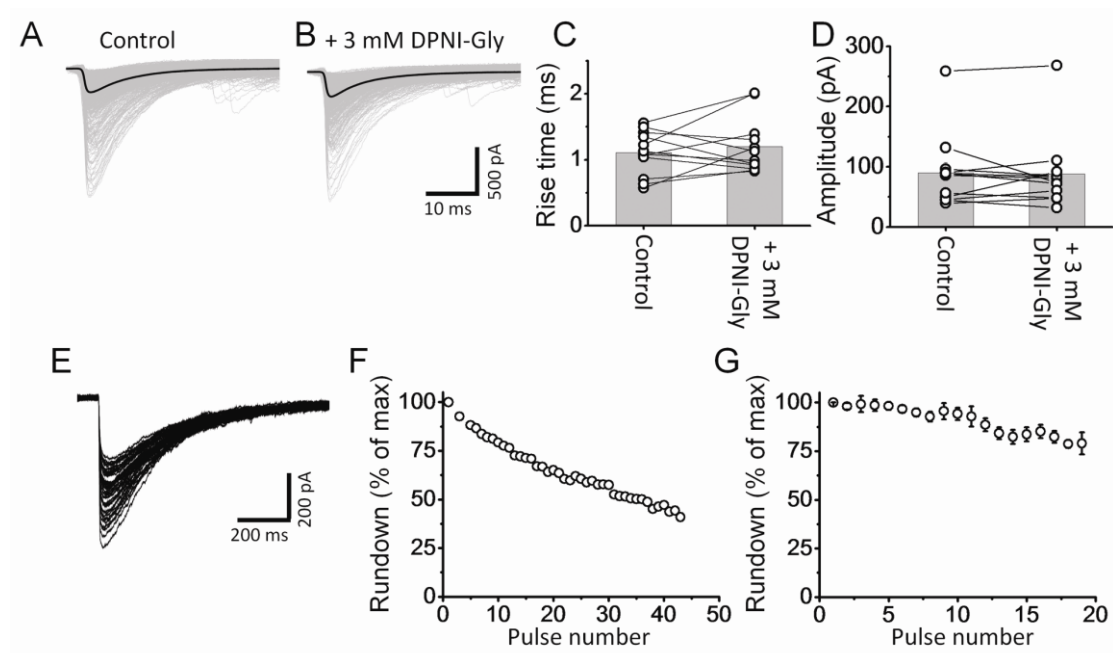 A
Control
B
+ 3 mM DPNI-Gly
10 ms
500 pA
C
Rise time (ms)
2
1
0
Control
+ 3 mM
DPNI-Gly
D
Amplitude (pA)
300
200
100
0
Control
+ 3 mM
DPNI-Gly
E
200 ms
200 pA
F
Rundown (% of max)
100
75
50
25
0
0
10
20
30
40
50
Pulse number
G
Rundown (% of max)
100
75
50
25
0
0
5
10
15
20
Pulse number